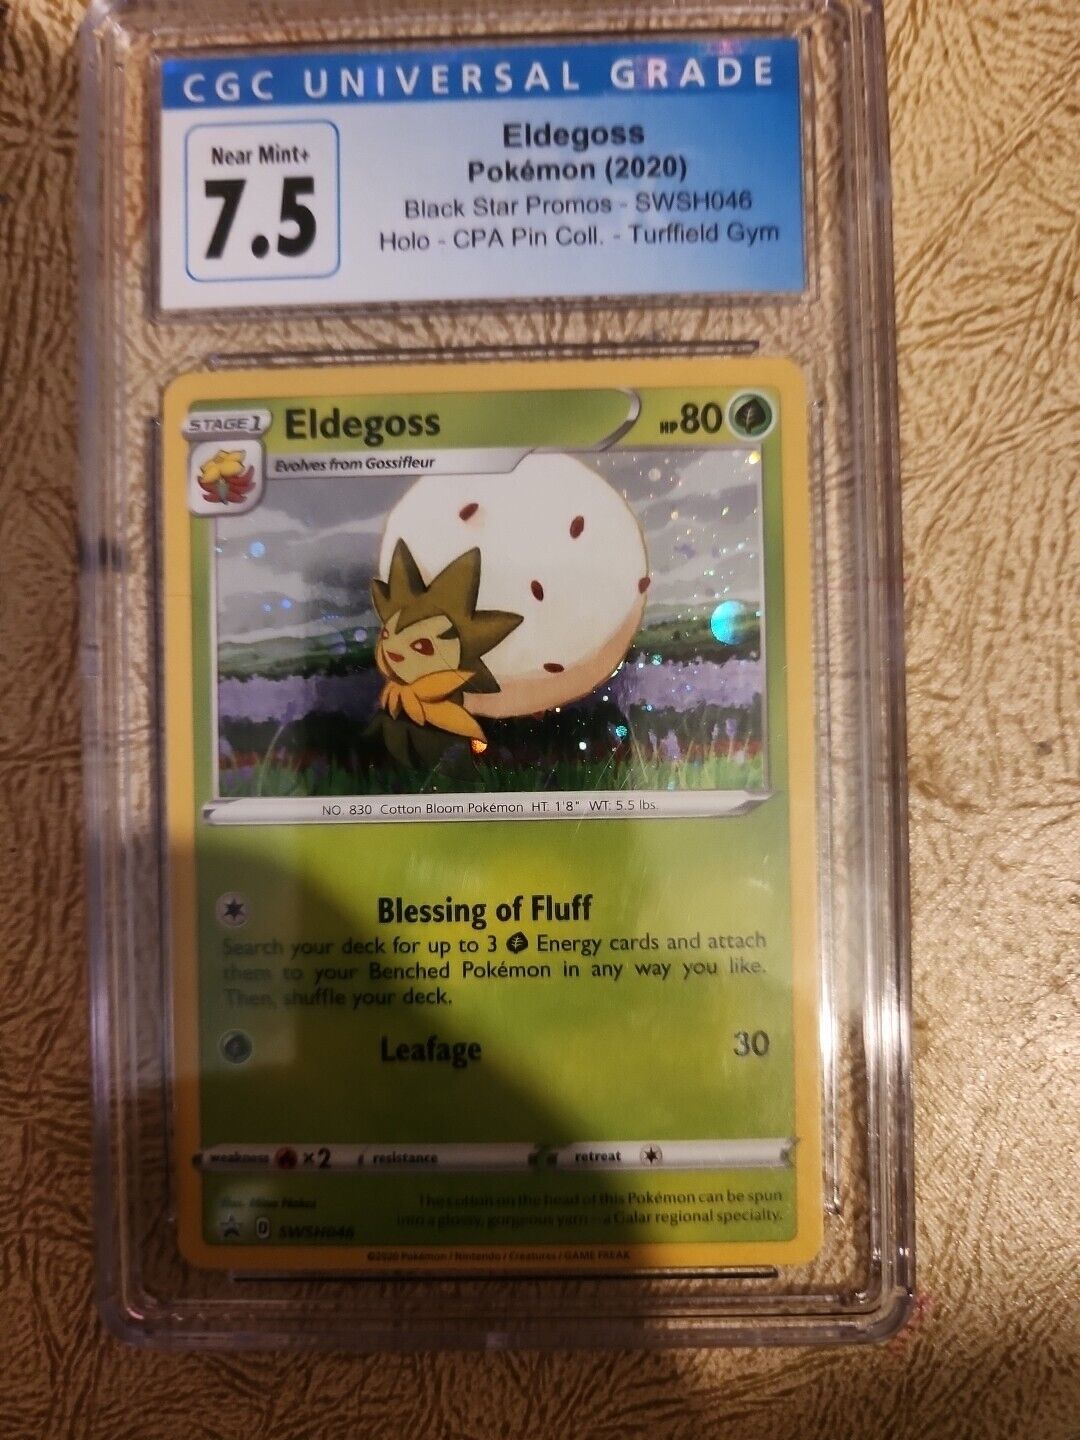 CGC UNIVERSAL GRADE
Near Mint+
7.5
Eldegoss
Pokémon (2020)
Black Star Promos - SWSH046
Holo - CPA Pin Coll. - Turffield Gym
STAGE 1
Eldegoss
HP 80
Evolves from Gossifleur
NO. 830 Cotton Bloom Pokémon HT: 1'8" WT: 5.5 lbs.
Blessing of Fluff
Search your deck for up to 3 Energy cards and attach
them to your Benched Pokémon in any way you like.
Then, shuffle your deck.
Leafage 30
weakness ×2 resistance retreat
The cotton on the head of this Pokémon can be spun
into a glossy, gorgeous yarn—a Galar regional specialty.
D SWSH046
©2020 Pokémon / Nintendo / Creatures / GAME FREAK